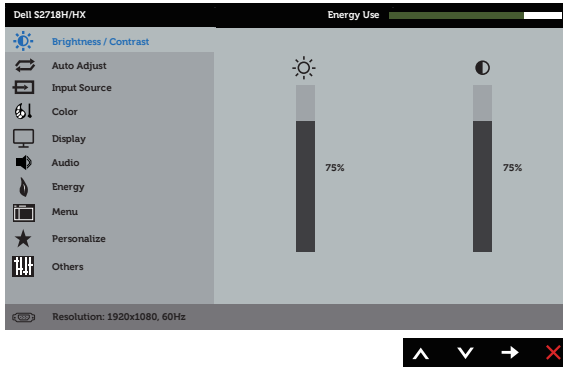 Dell S2718H/HX
Energy Use
Brightness / Contrast
Auto Adjust
Input Source
Color
Display
Audio
Energy
Menu
Personalize
Others
75%
75%
Resolution: 1920x1080, 60Hz